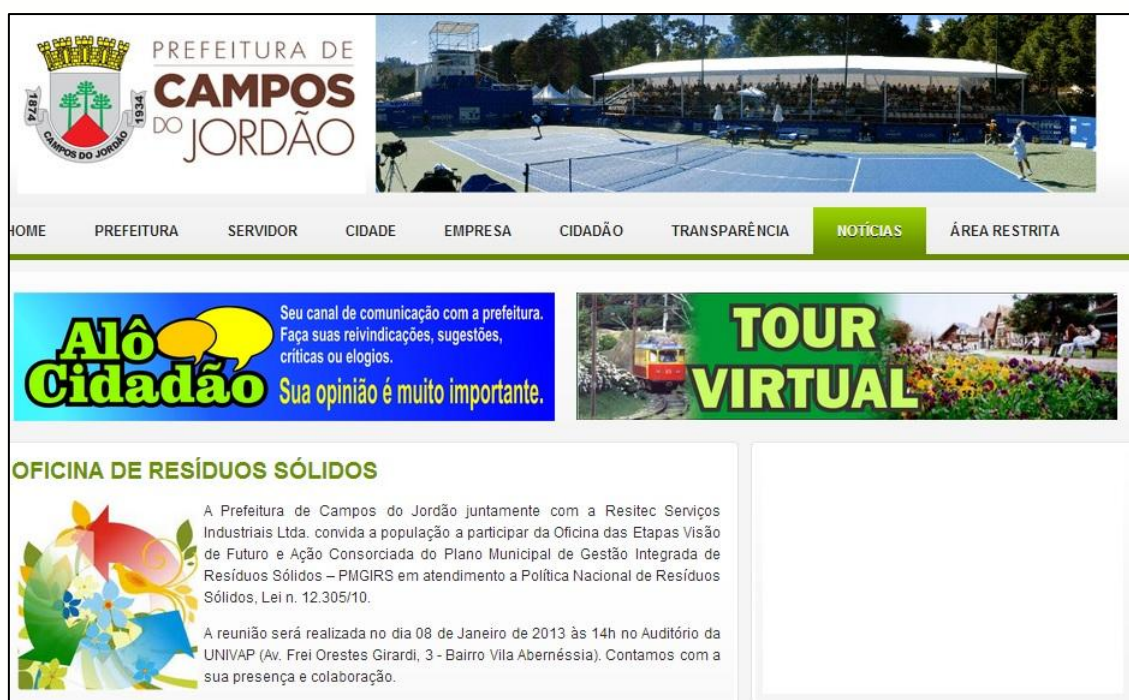 PREFEITURA DE
CAMPOS
DO JORDÃO
1874
1934
CAMPOS DO JORDÃO
HOME PREFEITURA SERVIDOR CIDADE EMPRESA CIDADÃO TRANSPARÊNCIA NOTÍCIAS ÁREA RESTRITA
Alô
Cidadão
Seu canal de comunicação com a prefeitura.
Faça suas reivindicações, sugestões,
críticas ou elogios.
Sua opinião é muito importante.
TOUR
VIRTUAL
OFICINA DE RESÍDUOS SÓLIDOS
A Prefeitura de Campos do Jordão juntamente com a Resitec Serviços
Industriais Ltda. convida a população a participar da Oficina das Etapas Visão
de Futuro e Ação Consorciada do Plano Municipal de Gestão Integrada de
Resíduos Sólidos – PMGIRS em atendimento a Política Nacional de Resíduos
Sólidos, Lei n. 12.305/10.
A reunião será realizada no dia 08 de Janeiro de 2013 às 14h no Auditório da
UNIVAP (Av. Frei Orestes Girardi, 3 - Bairro Vila Abernéssia). Contamos com a
sua presença e colaboração.